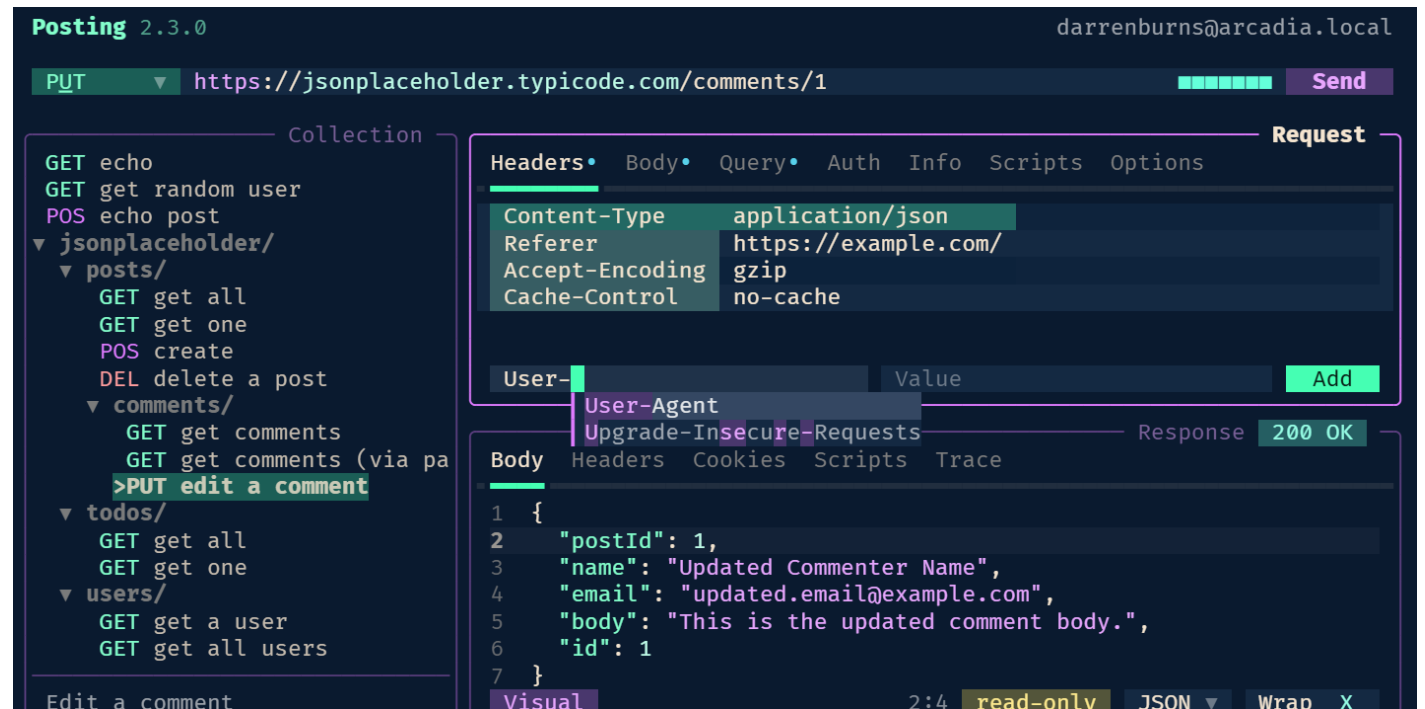 Posting 2.3.0 darrenburns@arcadia.local
PUT ▼ https://jsonplaceholder.typicode.com/comments/1 Send
Collection
GET echo
GET get random user
POS echo post
▼ jsonplaceholder/
▼ posts/
GET get all
GET get one
POS create
DEL delete a post
▼ comments/
GET get comments
GET get comments (via pa
>PUT edit a comment
▼ todos/
GET get all
GET get one
▼ users/
GET get a user
GET get all users
Edit a comment
Request
Headers• Body• Query• Auth Info Scripts Options
Content-Type application/json
Referer https://example.com/
Accept-Encoding gzip
Cache-Control no-cache
User- Value Add
User-Agent
Upgrade-Insecure-Requests
Response 200 OK
Body Headers Cookies Scripts Trace
1 {
2 "postId": 1,
3 "name": "Updated Commenter Name",
4 "email": "updated.email@example.com",
5 "body": "This is the updated comment body.",
6 "id": 1
7 }
Visual 2:4 read-only JSON ▼ Wrap X